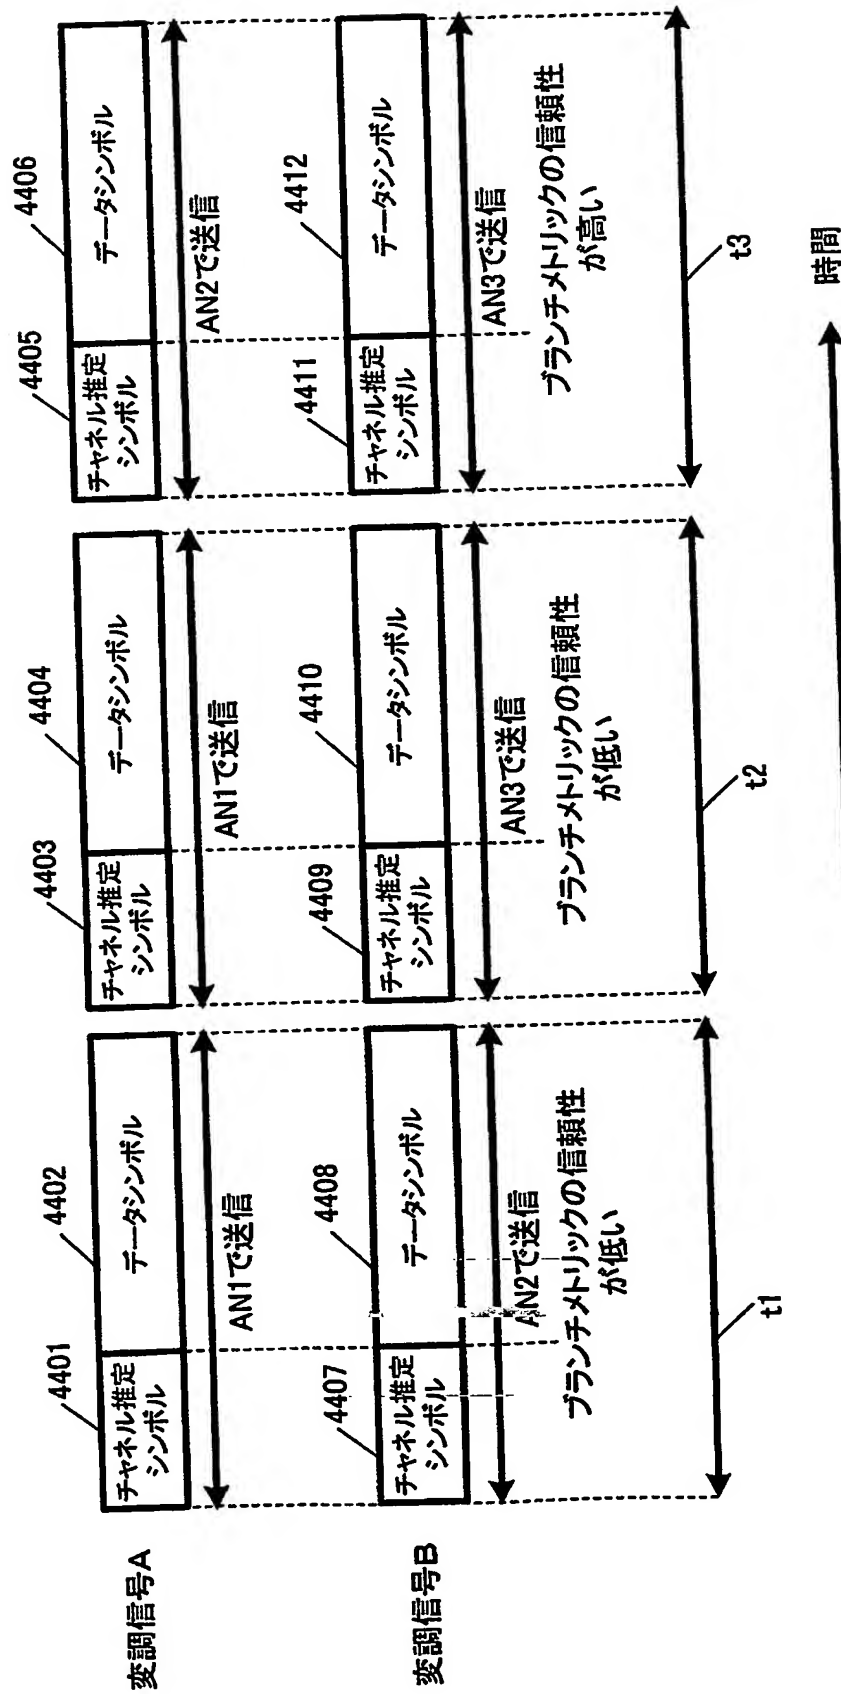 変調信号A
4401
チャネル推定
シンボル
4402
データシンボル
AN1で送信
4403
チャネル推定
シンボル
4404
データシンボル
AN1で送信
4405
チャネル推定
シンボル
4406
データシンボル
AN2で送信
変調信号B
4407
チャネル推定
シンボル
4408
データシンボル
AN2で送信
ブランチメトリックの信頼性
が低い
t1
4409
チャネル推定
シンボル
4410
データシンボル
AN3で送信
ブランチメトリックの信頼性
が低い
t2
4411
チャネル推定
シンボル
4412
データシンボル
AN3で送信
ブランチメトリックの信頼性
が高い
t3
時間